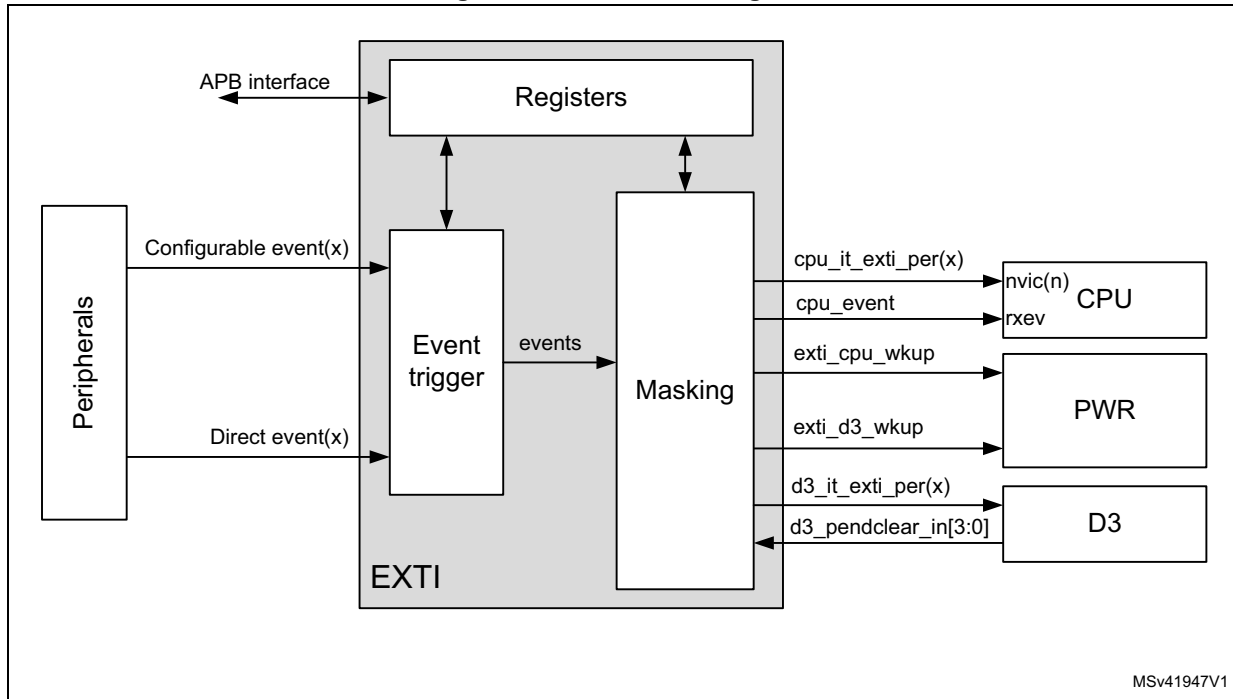 APB interface
Registers
Peripherals
Configurable event(x)
Direct event(x)
Event
trigger
events
Masking
cpu_it_exti_per(x)
nvic(n)
CPU
cpu_event
rxev
exti_cpu_wkup
PWR
exti_d3_wkup
d3_it_exti_per(x)
D3
d3_pendclear_in[3:0]
EXTI
MSv41947V1